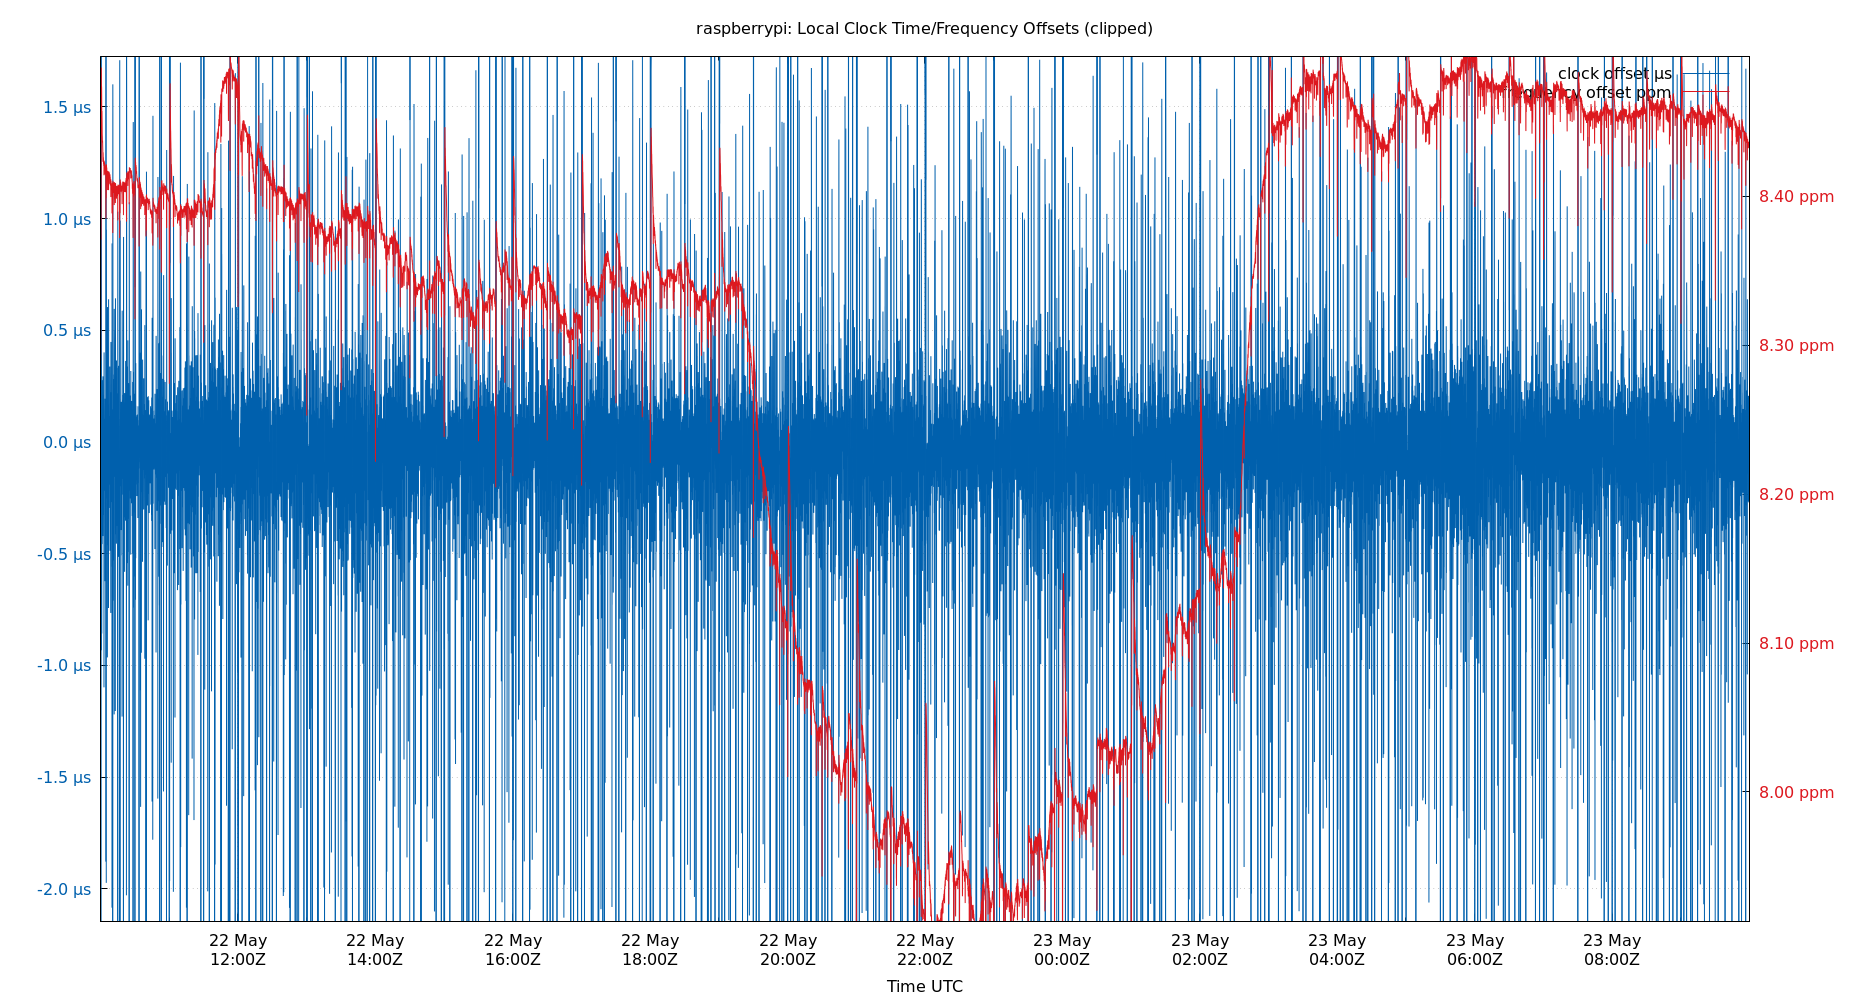 raspberrypi: Local Clock Time/Frequency Offsets (clipped)
clock offset µs
frequency offset ppm
1.5 µs
1.0 µs
0.5 µs
0.0 µs
-0.5 µs
-1.0 µs
-1.5 µs
-2.0 µs
8.40 ppm
8.30 ppm
8.20 ppm
8.10 ppm
8.00 ppm
22 May 22 May 22 May 22 May 22 May 22 May 23 May 23 May 23 May 23 May 23 May
12:00Z 14:00Z 16:00Z 18:00Z 20:00Z 22:00Z 00:00Z 02:00Z 04:00Z 06:00Z 08:00Z
Time UTC